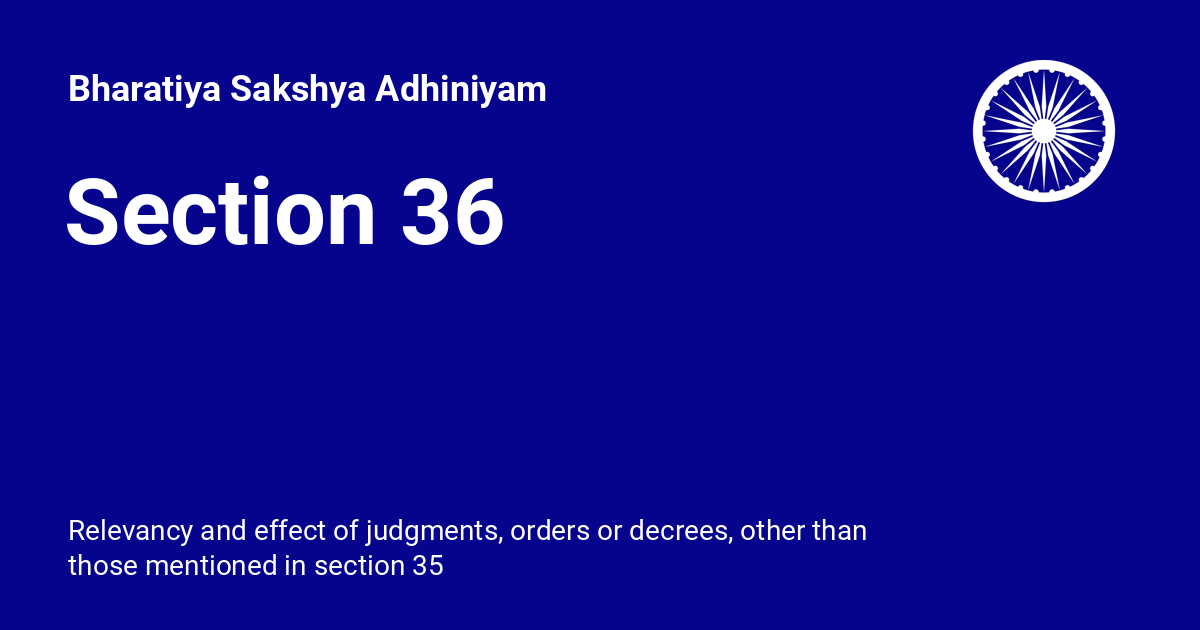 Bharatiya Sakshya Adhiniyam
Section 36
Relevancy and effect of judgments, orders or decrees, other than
those mentioned in section 35